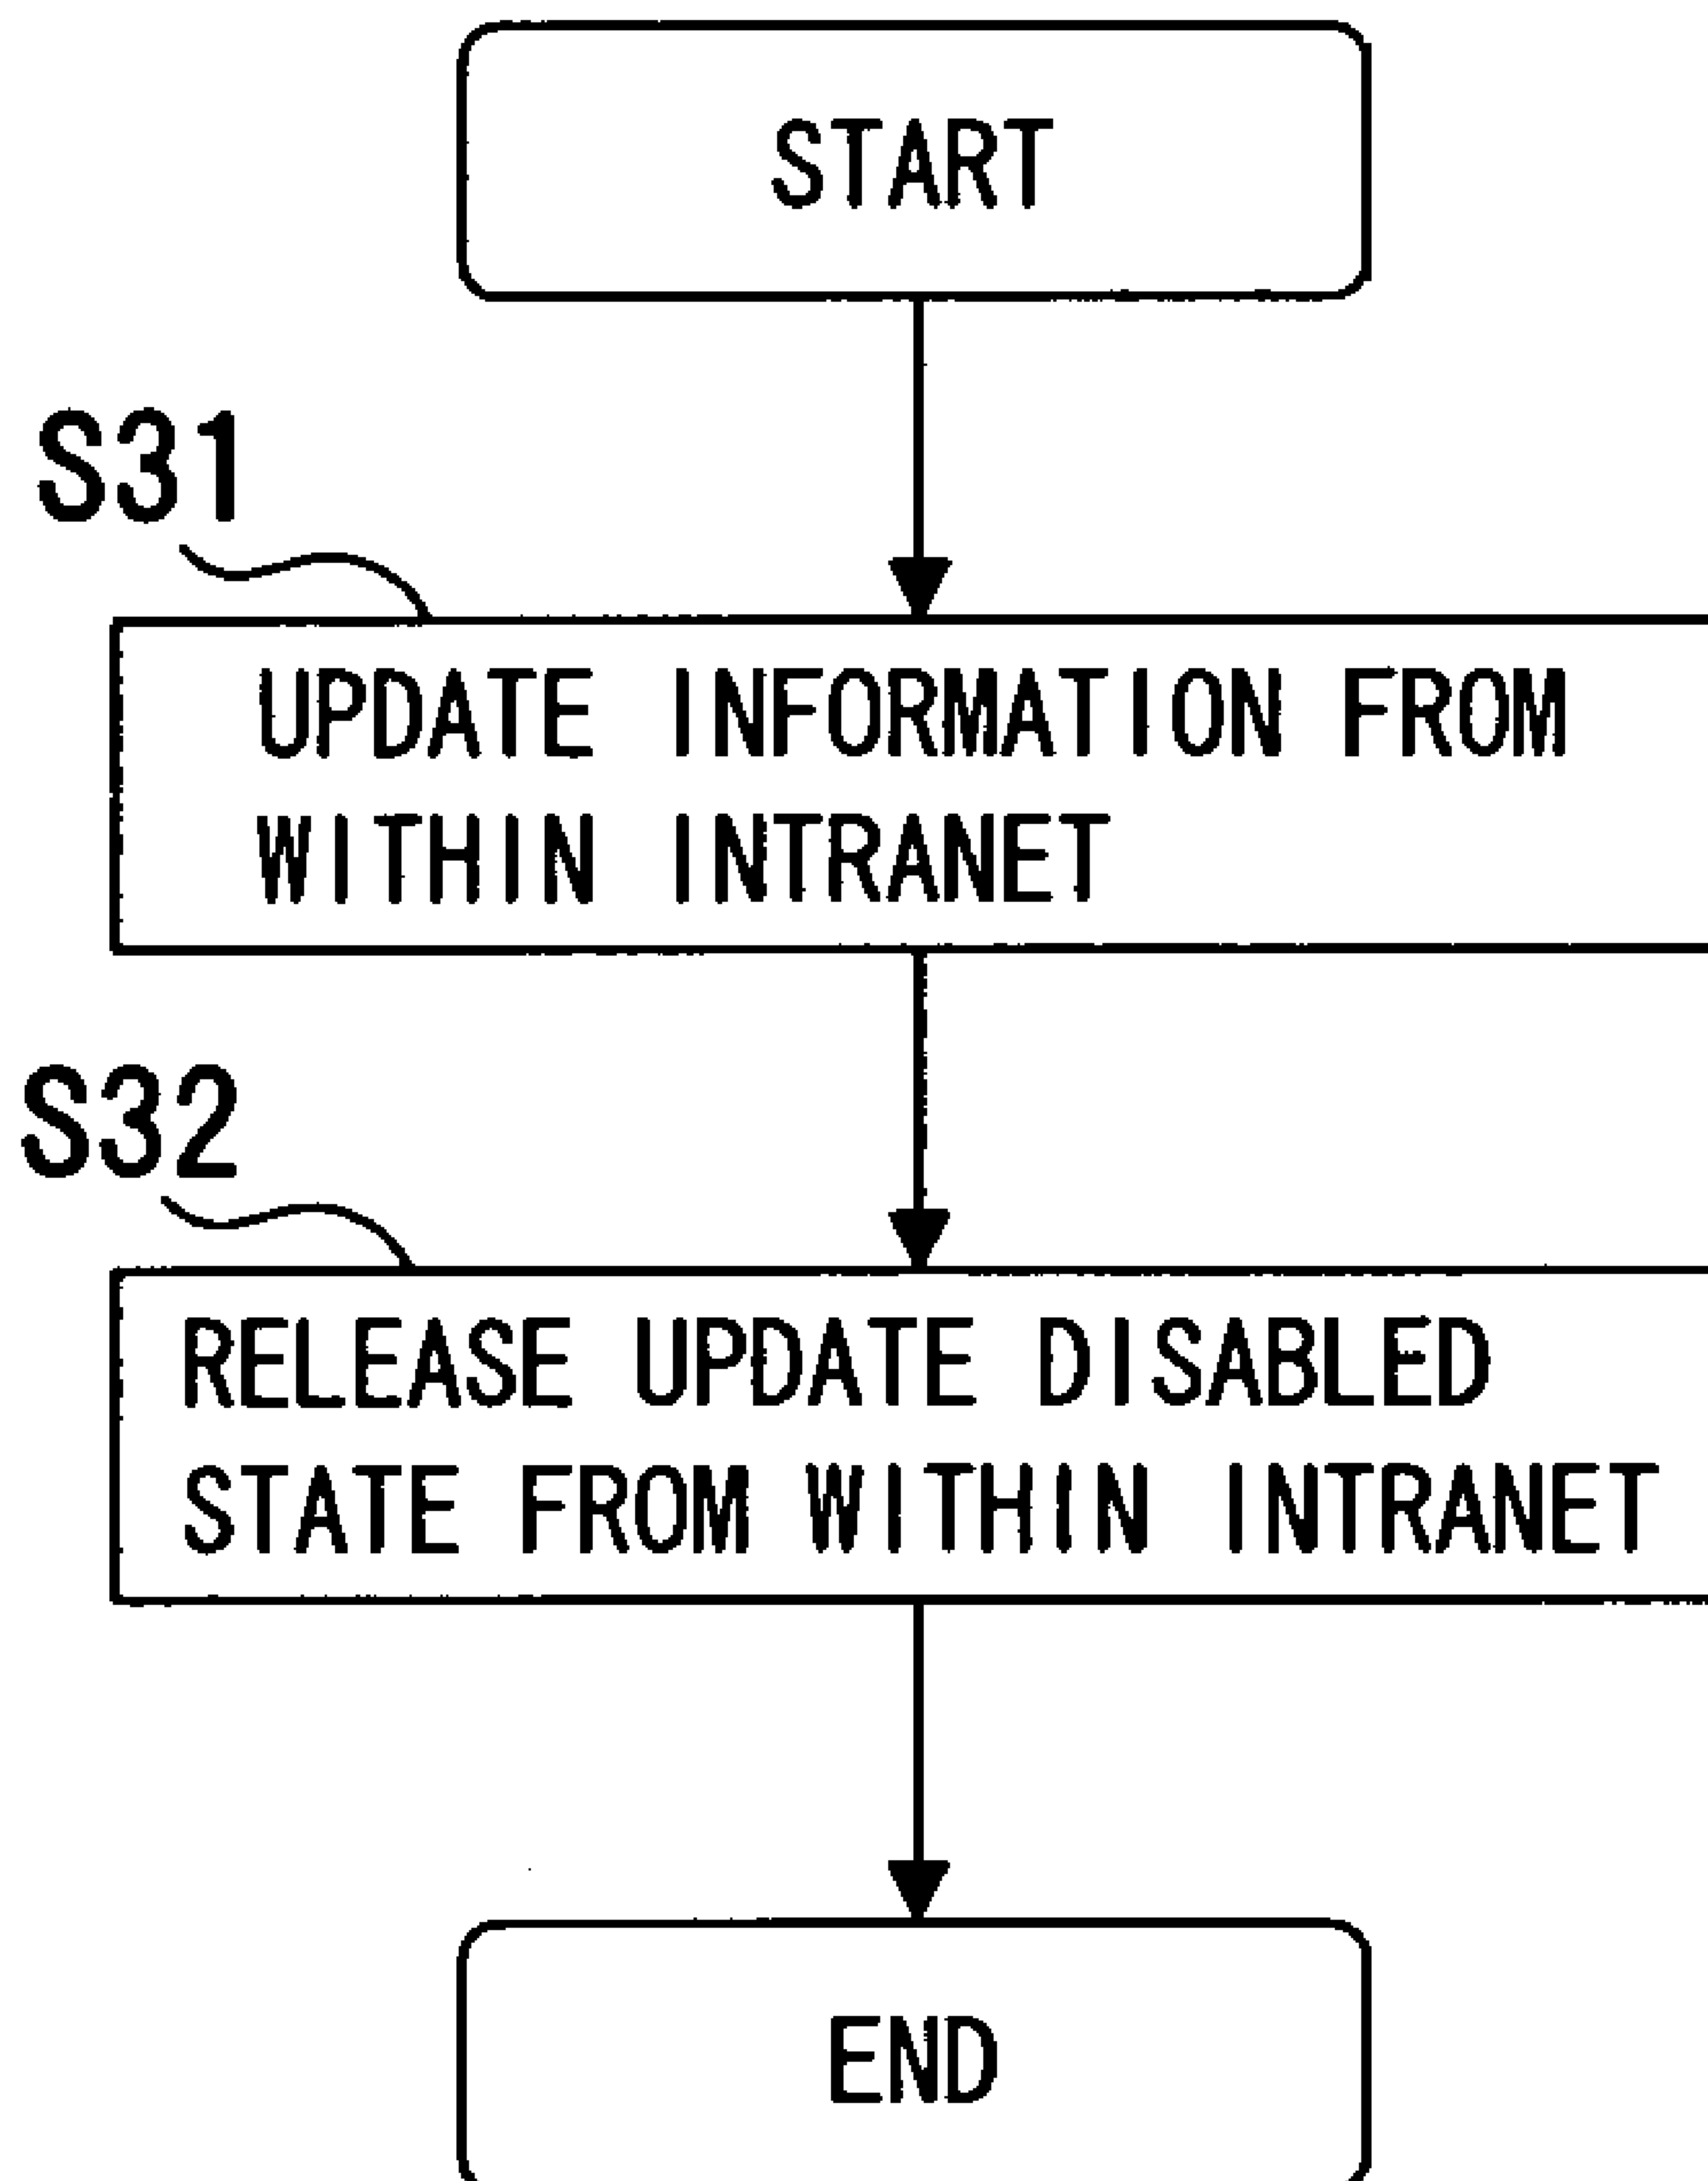 START
S31
UPDATE INFORMATION FROM
WITHIN INTRANET
S32
RELEASE UPDATE DISABLED
STATE FROM WITHIN INTRANET
END